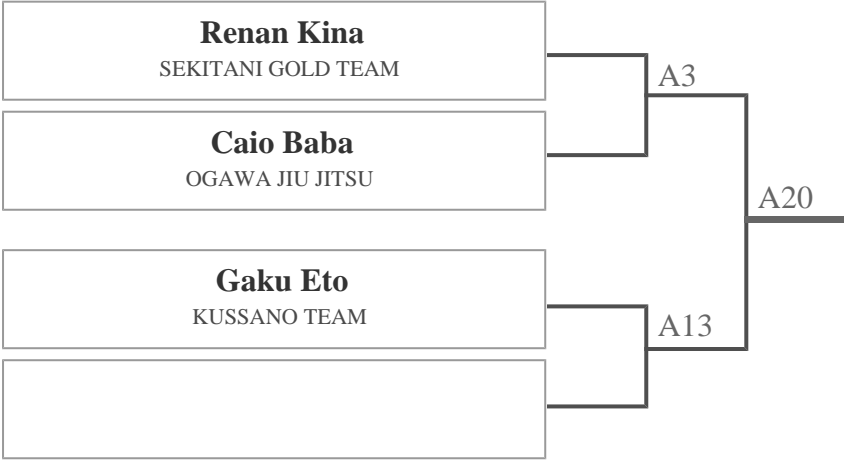 Renan Kina
SEKITANI GOLD TEAM
A3
Caio Baba
OGAWA JIU JITSU
A20
Gaku Eto
KUSSANO TEAM
A13